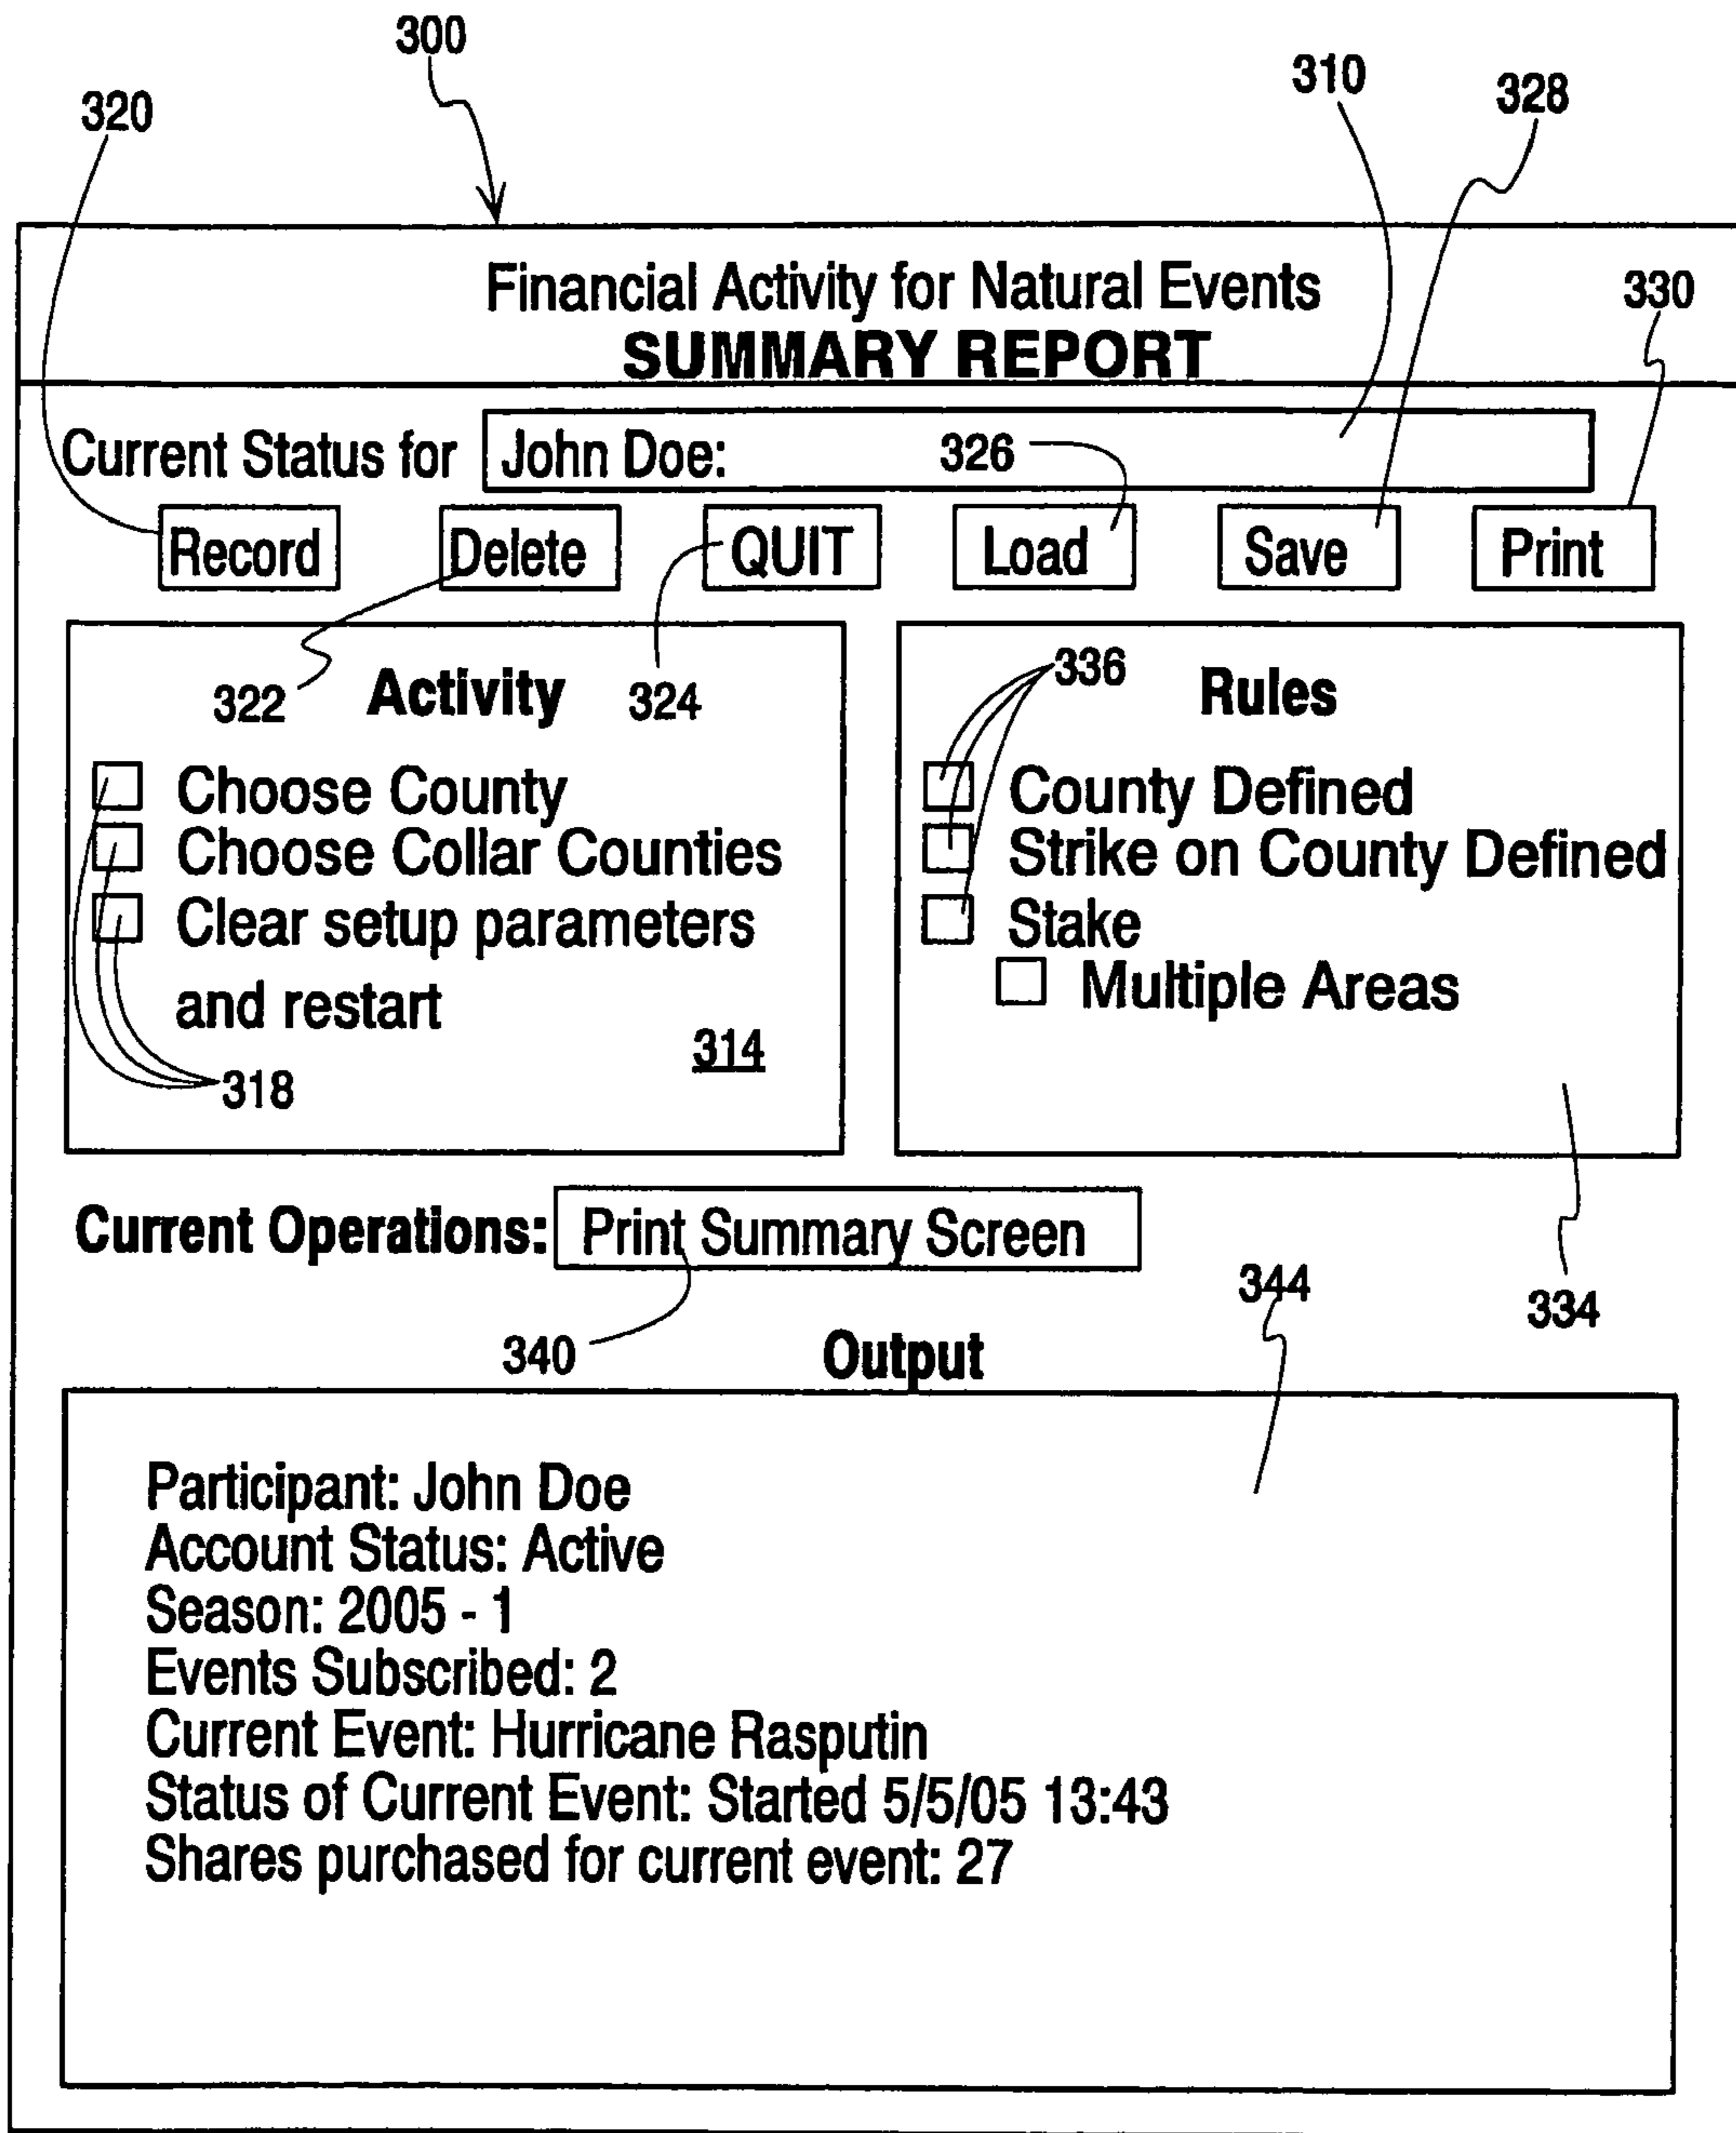 300
310
328
320
Financial Activity for Natural Events
330
SUMMARY REPORT
Current Status for John Doe: 326
Record Delete QUIT Load Save Print
322 Activity 324
Choose County
Choose Collar Counties
Clear setup parameters
and restart
314
318
336 Rules
County Defined
Strike on County Defined
Stake
Multiple Areas
334
Current Operations: Print Summary Screen
344
340
Output
Participant: John Doe
Account Status: Active
Season: 2005 - 1
Events Subscribed: 2
Current Event: Hurricane Rasputin
Status of Current Event: Started 5/5/05 13:43
Shares purchased for current event: 27